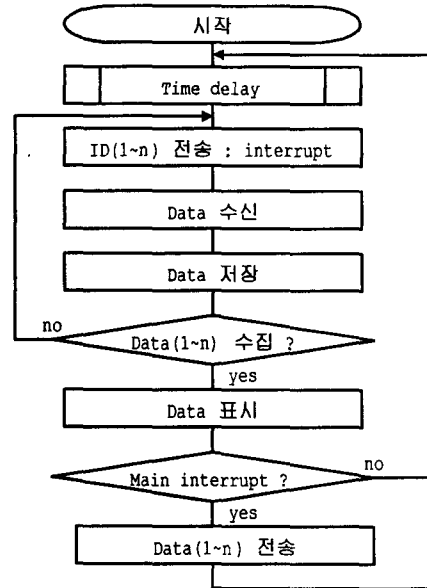 시작
Time delay
ID(1~n) 전송 : interrupt
Data 수신
Data 저장
no
Data(1~n) 수집 ?
yes
Data 표시
no
Main interrupt ?
yes
Data(1~n) 전송